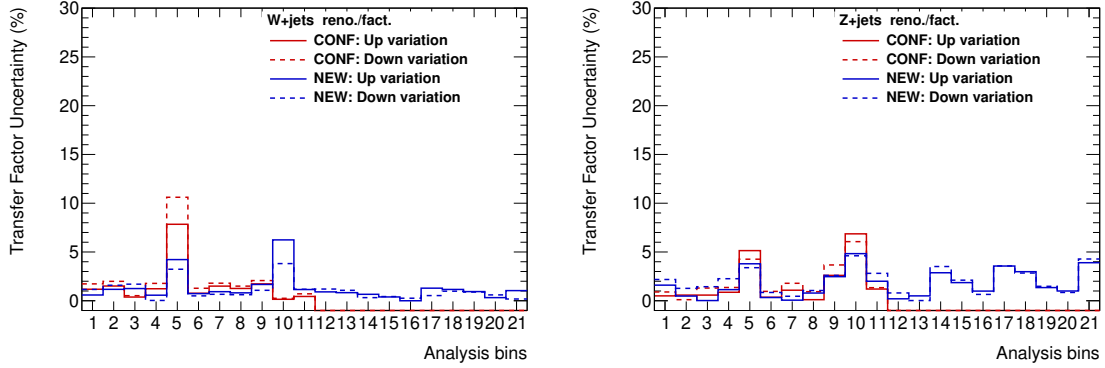 Transfer Factor Uncertainty (%)
30
25
20
15
10
5
0
W+jets reno./fact.
CONF: Up variation
CONF: Down variation
NEW: Up variation
NEW: Down variation
1 2 3 4 5 6 7 8 9 10 11 12 13 14 15 16 17 18 19 20 21
Analysis bins
Transfer Factor Uncertainty (%)
30
25
20
15
10
5
0
Z+jets reno./fact.
CONF: Up variation
CONF: Down variation
NEW: Up variation
NEW: Down variation
1 2 3 4 5 6 7 8 9 10 11 12 13 14 15 16 17 18 19 20 21
Analysis bins